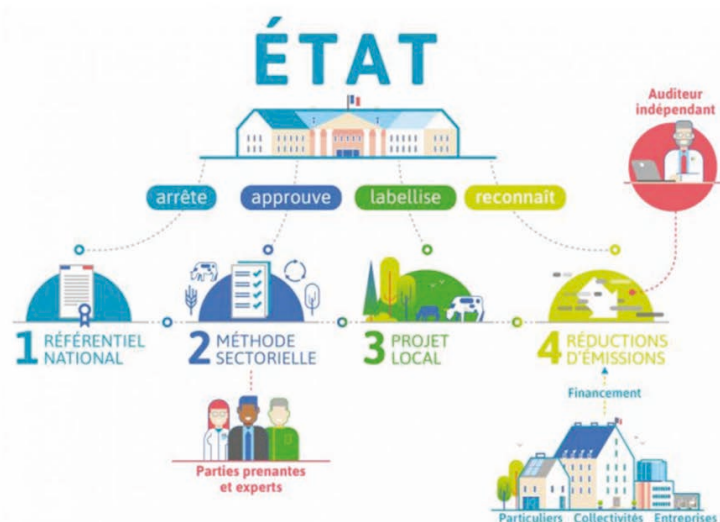 ÉTAT
Auditeur
indépendant
arrête
approuve
labellise
reconnaît
1 RÉFÉRENTIEL
NATIONAL
2 MÉTHODE
SECTORIELLE
3 PROJET
LOCAL
4 RÉDUCTIONS
D'ÉMISSIONS
Financement
Parties prenantes
et experts
Particuliers Collectivités Entreprises